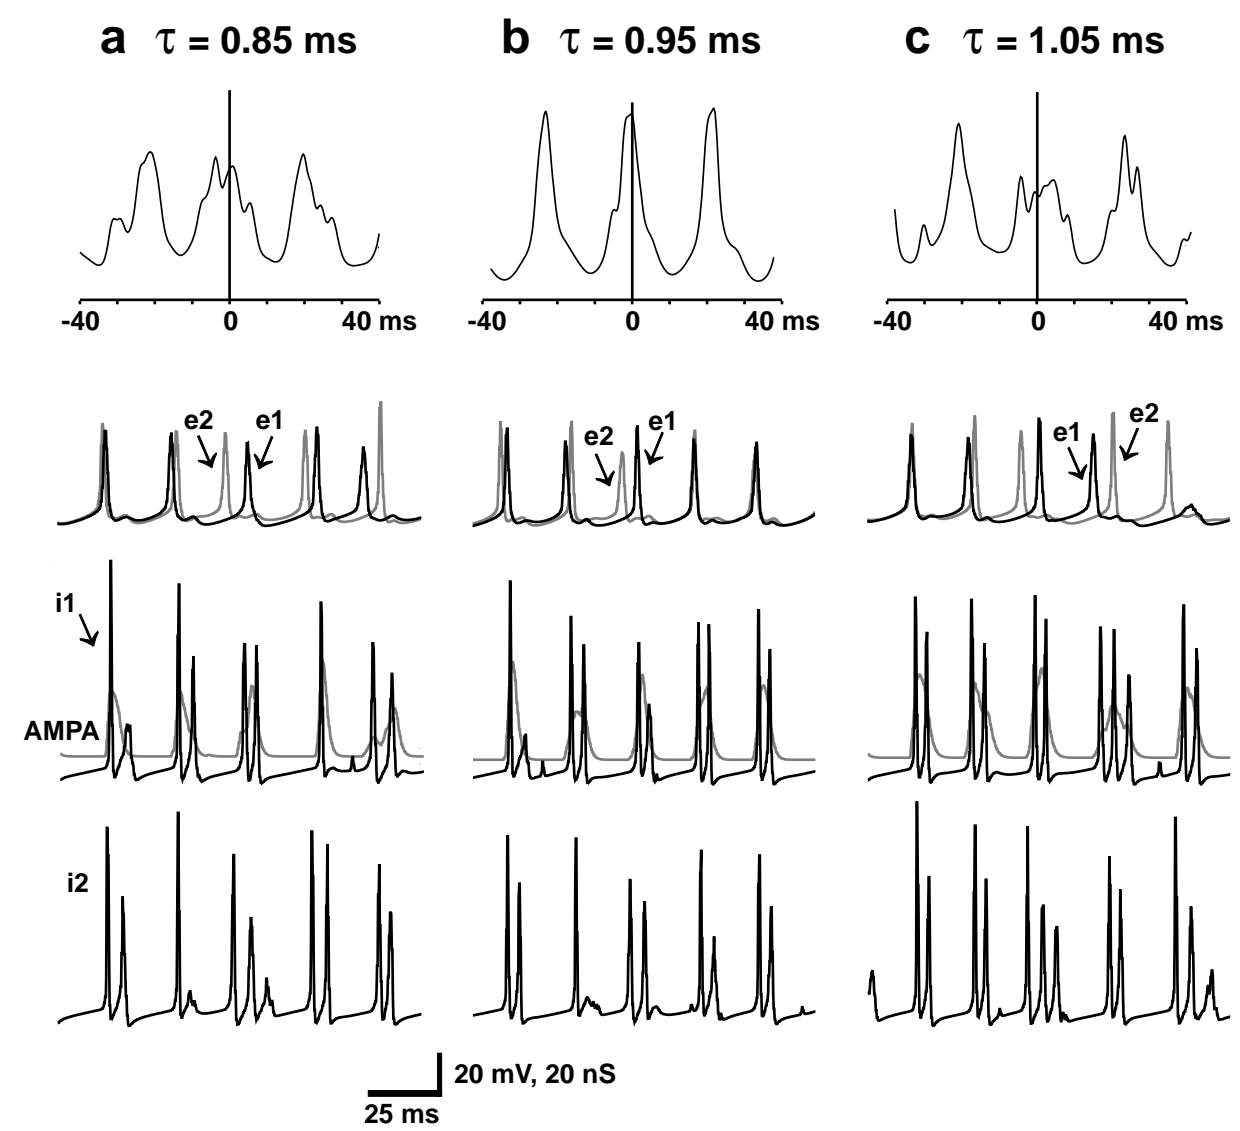 a τ = 0.85 ms
b τ = 0.95 ms
c τ = 1.05 ms
-40 0 40 ms
-40 0 40 ms
-40 0 40 ms
e2 e1
e2 e1
e1 e2
i1
AMPA
i2
20 mV, 20 nS
25 ms